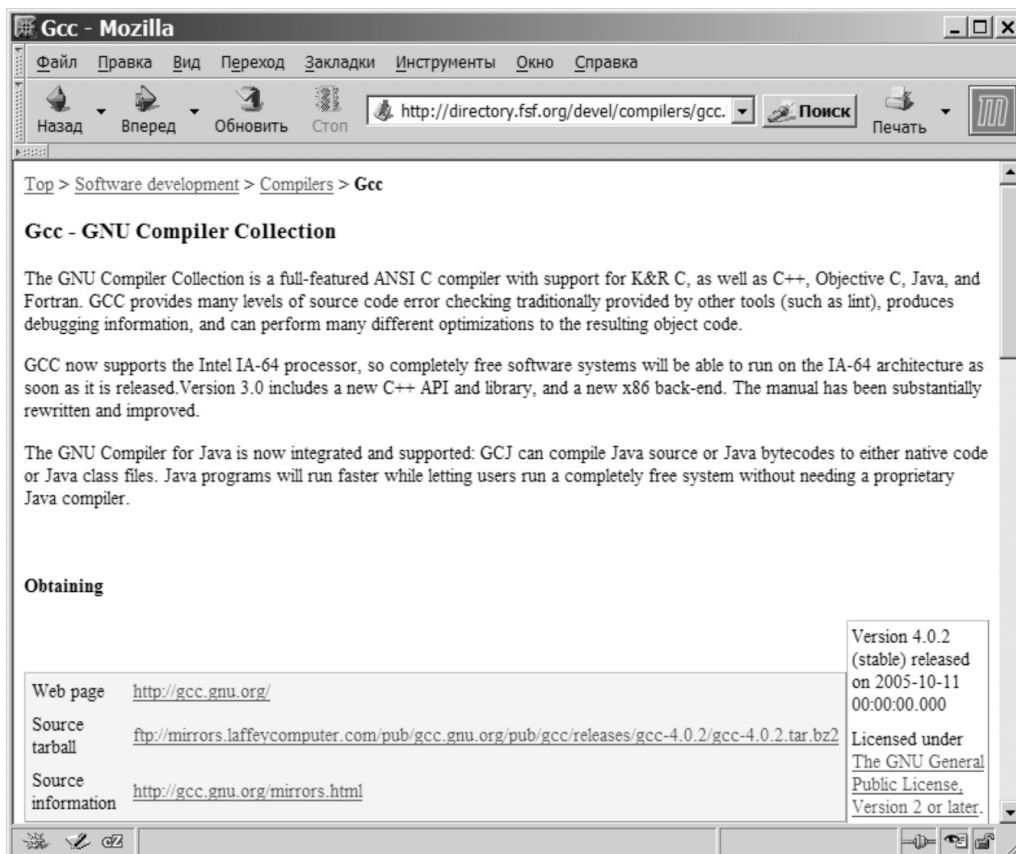 Gcc - Mozilla
Файл Правка Вид Переход Закладки Инструменты Окно Справка
Назад Вперед Обновить Стоп http://directory.fsf.org/devel/compilers/gcc. Поиск Печать
Top > Software development > Compilers > Gcc
Gcc - GNU Compiler Collection
The GNU Compiler Collection is a full-featured ANSI C compiler with support for K&R C, as well as C++, Objective C, Java, and
Fortran. GCC provides many levels of source code error checking traditionally provided by other tools (such as lint), produces
debugging information, and can perform many different optimizations to the resulting object code.
GCC now supports the Intel IA-64 processor, so completely free software systems will be able to run on the IA-64 architecture as
soon as it is released.Version 3.0 includes a new C++ API and library, and a new x86 back-end. The manual has been substantially
rewritten and improved.
The GNU Compiler for Java is now integrated and supported: GCJ can compile Java source or Java bytecodes to either native code
or Java class files. Java programs will run faster while letting users run a completely free system without needing a proprietary
Java compiler.
Obtaining
Web page http://gcc.gnu.org/
Source
tarball ftp://mirrors.laffeycomputer.com/pub/gcc.gnu.org/pub/gcc/releases/gcc-4.0.2/gcc-4.0.2.tar.bz2
Source
information http://gcc.gnu.org/mirrors.html
Version 4.0.2
(stable) released
on 2005-10-11
00:00:00.000
Licensed under
The GNU General
Public License,
Version 2 or later.